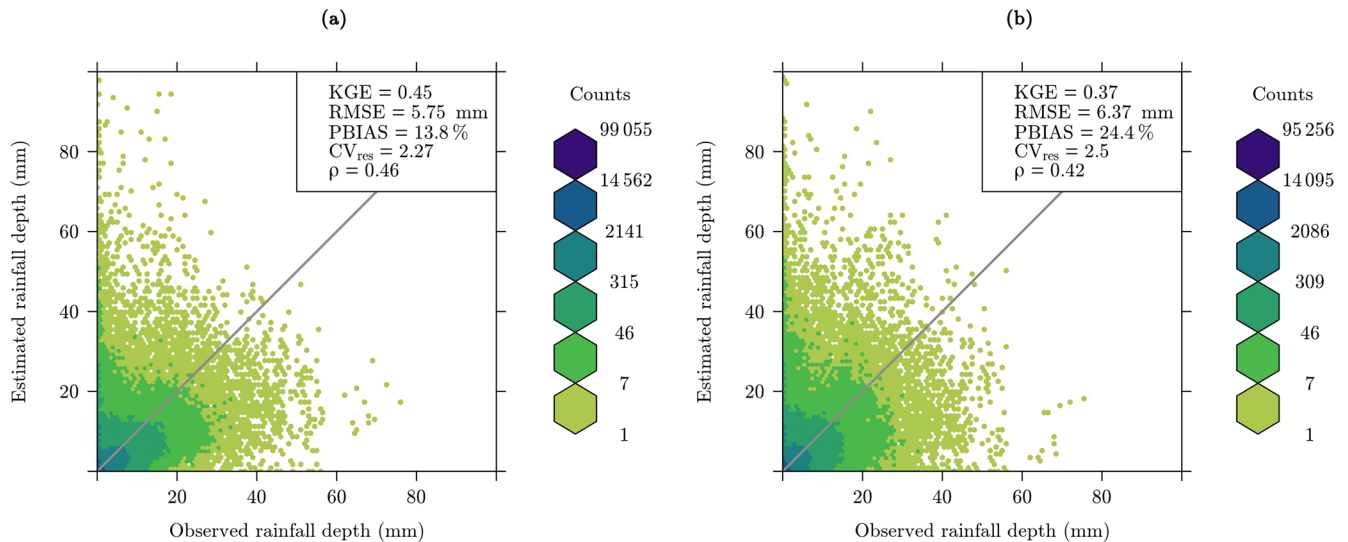 (a)
KGE = 0.45
RMSE = 5.75 mm
PBIAS = 13.8 %
CVres = 2.27
ρ = 0.46
Estimated rainfall depth (mm)
80
60
40
20
20 40 60 80
Observed rainfall depth (mm)
Counts
99 055
14 562
2141
315
46
7
1
(b)
KGE = 0.37
RMSE = 6.37 mm
PBIAS = 24.4 %
CVres = 2.5
ρ = 0.42
Estimated rainfall depth (mm)
80
60
40
20
20 40 60 80
Observed rainfall depth (mm)
Counts
95 256
14 095
2086
309
46
7
1